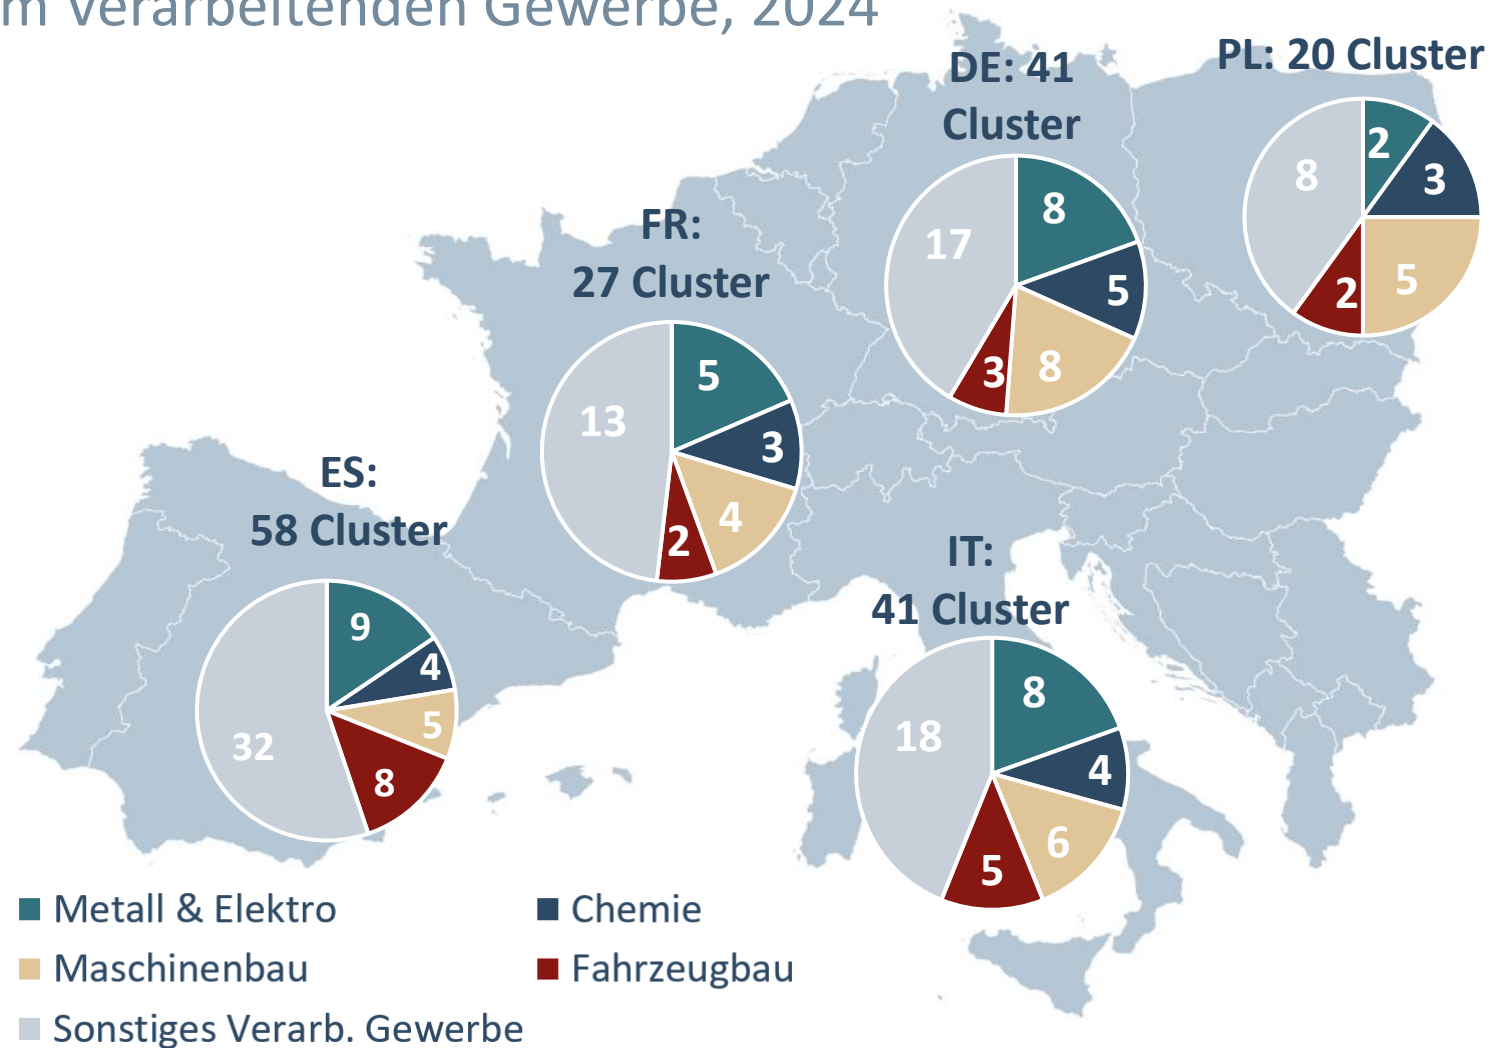 m Verarbeitenden Gewerbe, 2024
DE: 41
Cluster
8
5
8
3
17
PL: 20 Cluster
2
3
5
2
8
FR:
27 Cluster
5
3
4
2
13
ES:
58 Cluster
9
4
5
8
32
IT:
41 Cluster
8
4
6
5
18
Metall & Elektro
Chemie
Maschinenbau
Fahrzeugbau
Sonstiges Verarb. Gewerbe